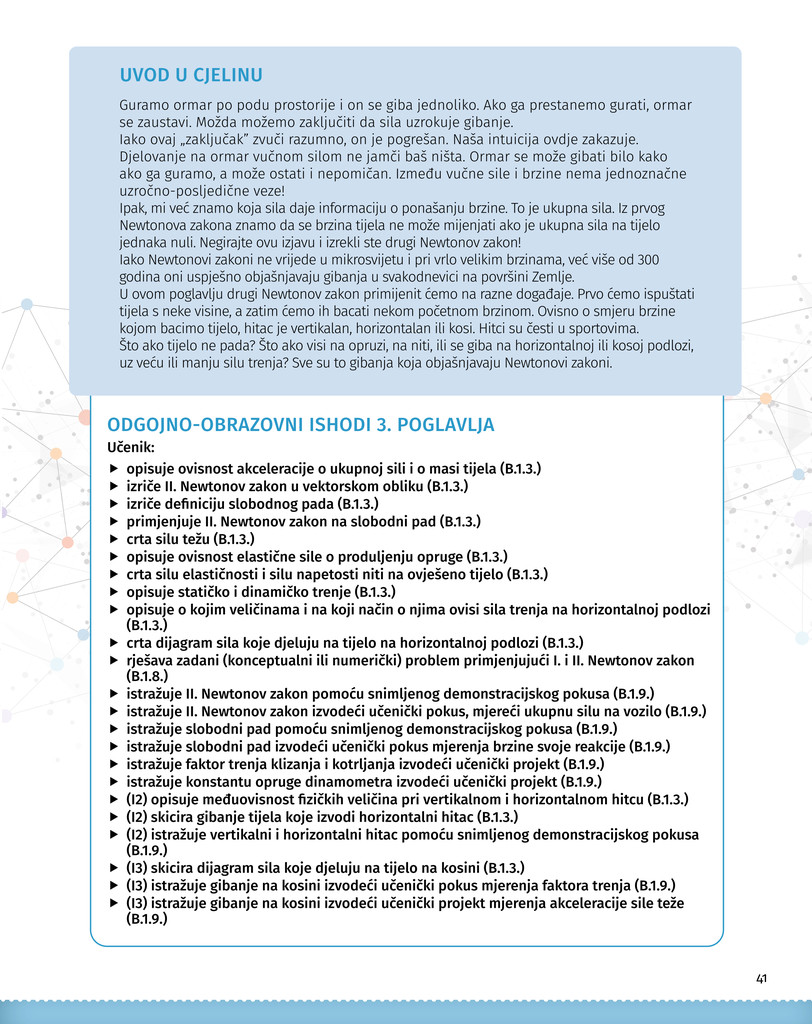 UVOD U CJELINU
Guramo ormar po podu prostorije i on se giba jednoliko. Ako ga prestanemo gurati, ormar
se zaustavi. Možda možemo zaključiti da sila uzrokuje gibanje.
Iako ovaj „zaključak” zvuči razumno, on je pogrešan. Naša intuicija ovdje zakazuje.
Djelovanje na ormar vučnom silom ne jamči baš ništa. Ormar se može gibati bilo kako
ako ga guramo, a može ostati i nepomičan. Između vučne sile i brzine nema jednoznačne
uzročno-posljedične veze!
Ipak, mi već znamo koja sila daje informaciju o ponašanju brzine. To je ukupna sila. Iz prvog
Newtonova zakona znamo da se brzina tijela ne može mijenjati ako je ukupna sila na tijelo
jednaka nuli. Negirajte ovu izjavu i izrekli ste drugi Newtonov zakon!
Iako Newtonovi zakoni ne vrijede u mikrosvijetu i pri vrlo velikim brzinama, već više od 300
godina oni uspješno objašnjavaju gibanja u svakodnevici na površini Zemlje.
U ovom poglavlju drugi Newtonov zakon primijenit ćemo na razne događaje. Prvo ćemo ispuštati
tijela s neke visine, a zatim ćemo ih bacati nekom početnom brzinom. Ovisno o smjeru brzine
kojom bacimo tijelo, hitac je vertikalan, horizontalan ili kosi. Hitci su česti u sportovima.
Što ako tijelo ne pada? Što ako visi na opruzi, na niti, ili se giba na horizontalnoj ili kosoj podlozi,
uz veću ili manju silu trenja? Sve su to gibanja koja objašnjavaju Newtonovi zakoni.
ODGOJNO-OBRAZOVNI ISHODI 3. POGLAVLJA
Učenik:
▶ opisuje ovisnost akceleracije o ukupnoj sili i o masi tijela (B.1.3.)
▶ izriče II. Newtonov zakon u vektorskom obliku (B.1.3.)
▶ izriče definiciju slobodnog pada (B.1.3.)
▶ primjenjuje II. Newtonov zakon na slobodni pad (B.1.3.)
▶ crta silu težu (B.1.3.)
▶ opisuje ovisnost elastične sile o produljenju opruge (B.1.3.)
▶ crta silu elastičnosti i silu napetosti niti na ovješeno tijelo (B.1.3.)
▶ opisuje statičko i dinamičko trenje (B.1.3.)
▶ opisuje o kojim veličinama i na koji način o njima ovisi sila trenja na horizontalnoj podlozi
(B.1.3.)
▶ crta dijagram sila koje djeluju na tijelo na horizontalnoj podlozi (B.1.3.)
▶ rješava zadani (konceptualni ili numerički) problem primjenjujući I. i II. Newtonov zakon
(B.1.8.)
▶ istražuje II. Newtonov zakon pomoću snimljenog demonstracijskog pokusa (B.1.9.)
▶ istražuje II. Newtonov zakon izvodeći učenički pokus, mjereći ukupnu silu na vozilo (B.1.9.)
▶ istražuje slobodni pad pomoću snimljenog demonstracijskog pokusa (B.1.9.)
▶ istražuje slobodni pad izvodeći učenički pokus mjerenja brzine svoje reakcije (B.1.9.)
▶ istražuje faktor trenja klizanja i kotrljanja izvodeći učenički projekt (B.1.9.)
▶ istražuje konstantu opruge dinamometra izvodeći učenički projekt (B.1.9.)
▶ (I2) opisuje međuovisnost fizičkih veličina pri vertikalnom i horizontalnom hitcu (B.1.3.)
▶ (I2) skicira gibanje tijela koje izvodi horizontalni hitac (B.1.3.)
▶ (I2) istražuje vertikalni i horizontalni hitac pomoću snimljenog demonstracijskog pokusa
(B.1.9.)
▶ (I3) skicira dijagram sila koje djeluju na tijelo na kosini (B.1.3.)
▶ (I3) istražuje gibanje na kosini izvodeći učenički pokus mjerenja faktora trenja (B.1.9.)
▶ (I3) istražuje gibanje na kosini izvodeći učenički projekt mjerenja akceleracije sile teže
(B.1.9.)
41